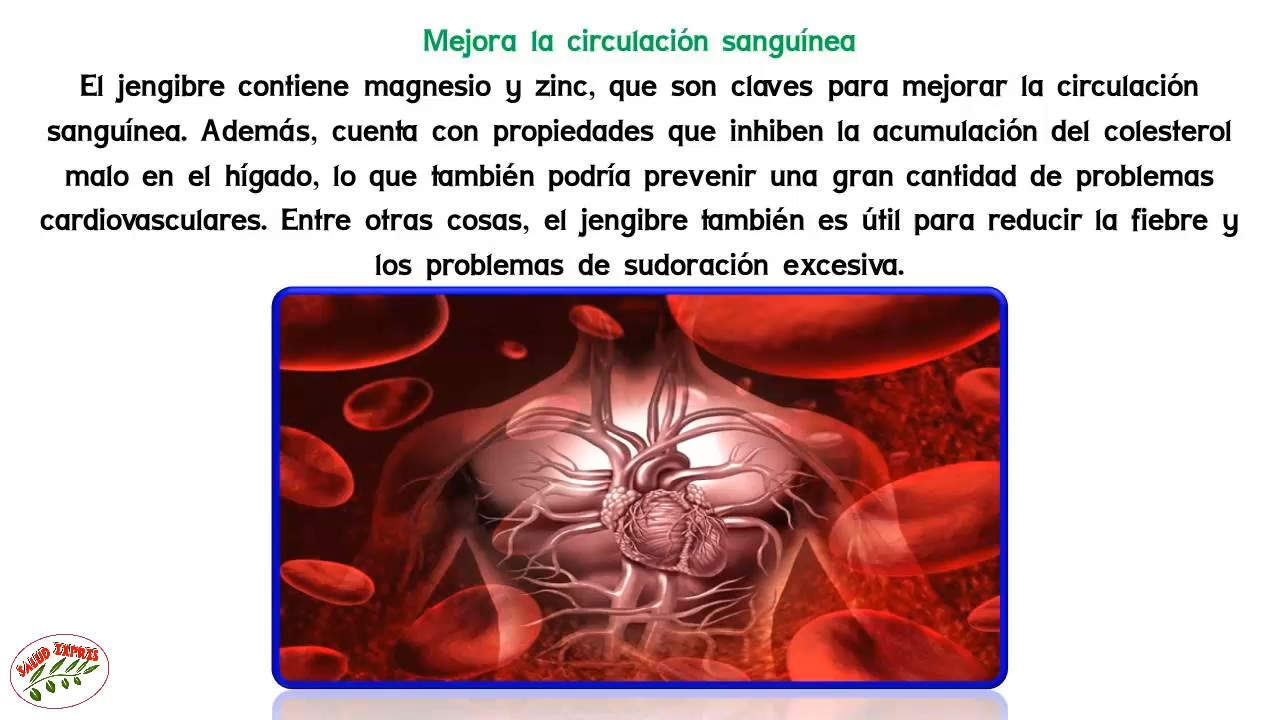 Mejora la circulación sanguínea
El jengibre contiene magnesio y zinc, que son claves para mejorar la circulación
sanguínea. Además, cuenta con propiedades que inhiben la acumulación del colesterol
malo en el hígado, lo que también podría prevenir una gran cantidad de problemas
cardiovasculares. Entre otras cosas, el jengibre también es útil para reducir la fiebre y
los problemas de sudoración excesiva.
SALUD EXPRES